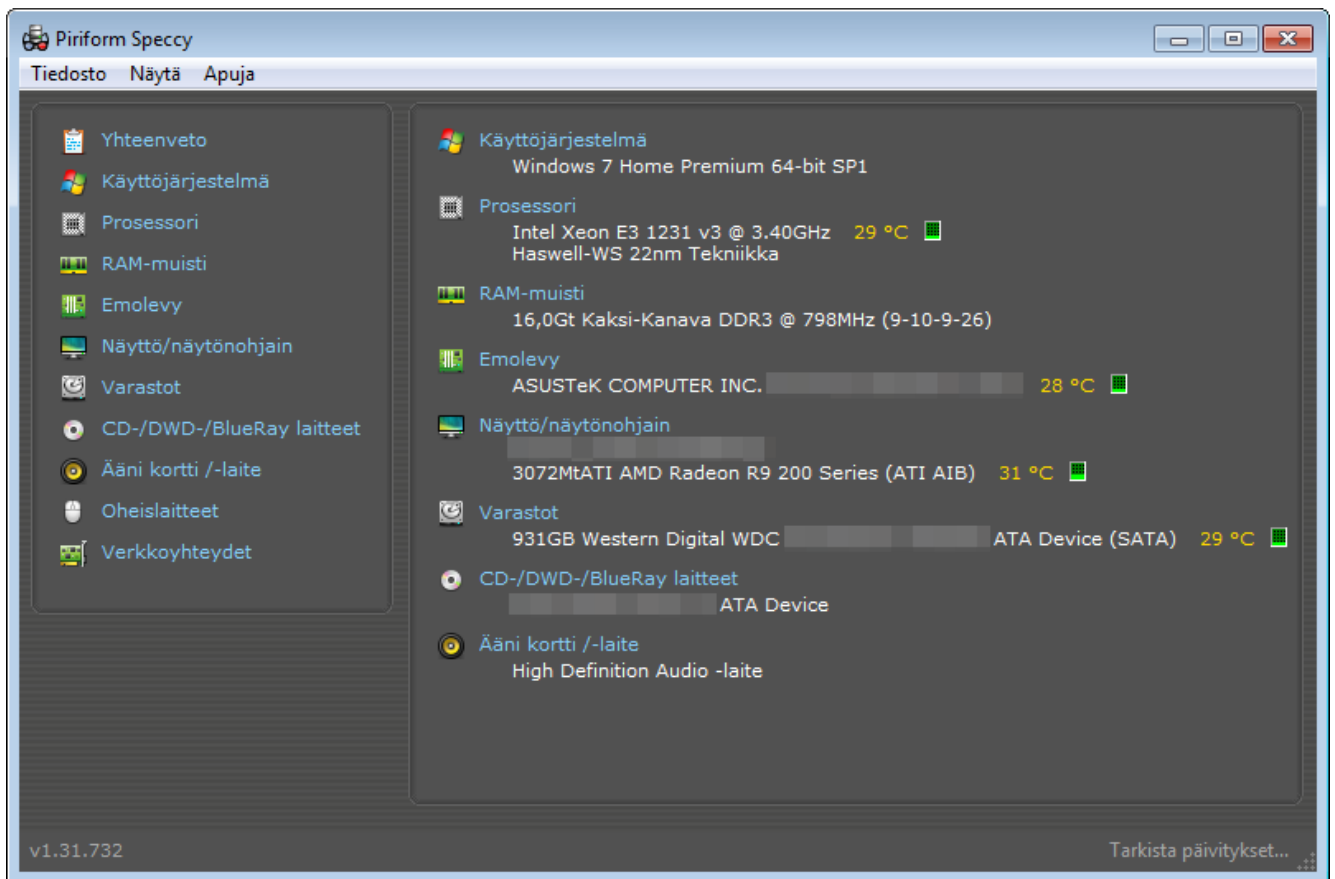 Piriform Speccy
Tiedosto Näytä Apuja
Yhteenveto
Käyttöjärjestelmä
Prosessori
RAM-muisti
Emolevy
Näyttö/näytönohjain
Varastot
CD-/DWD-/BlueRay laitteet
Ääni kortti /-laite
Oheislaitteet
Verkkoyhteydet
Käyttöjärjestelmä
Windows 7 Home Premium 64-bit SP1
Prosessori
Intel Xeon E3 1231 v3 @ 3.40GHz 29 °C
Haswell-WS 22nm Tekniikka
RAM-muisti
16,0Gt Kaksi-Kanava DDR3 @ 798MHz (9-10-9-26)
Emolevy
ASUSTeK COMPUTER INC. 28 °C
Näyttö/näytönohjain
3072MtATI AMD Radeon R9 200 Series (ATI AIB) 31 °C
Varastot
931GB Western Digital WDC ATA Device (SATA) 29 °C
CD-/DWD-/BlueRay laitteet
ATA Device
Ääni kortti /-laite
High Definition Audio -laite
v1.31.732
Tarkista päivitykset...